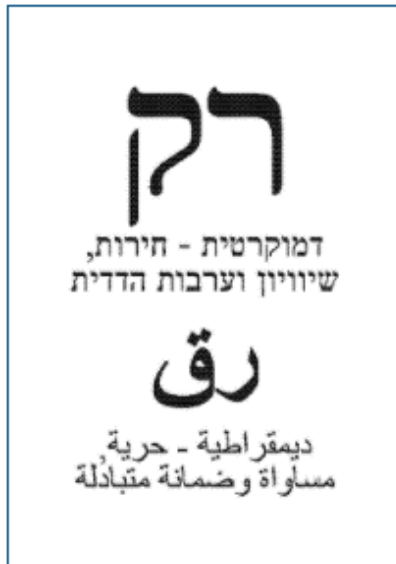 רק
דמוקרטית - חירות,
שיוויון וערבות הדדית
رق
ديمقراطية - حرية,
مساواة وضمانة متبادلة